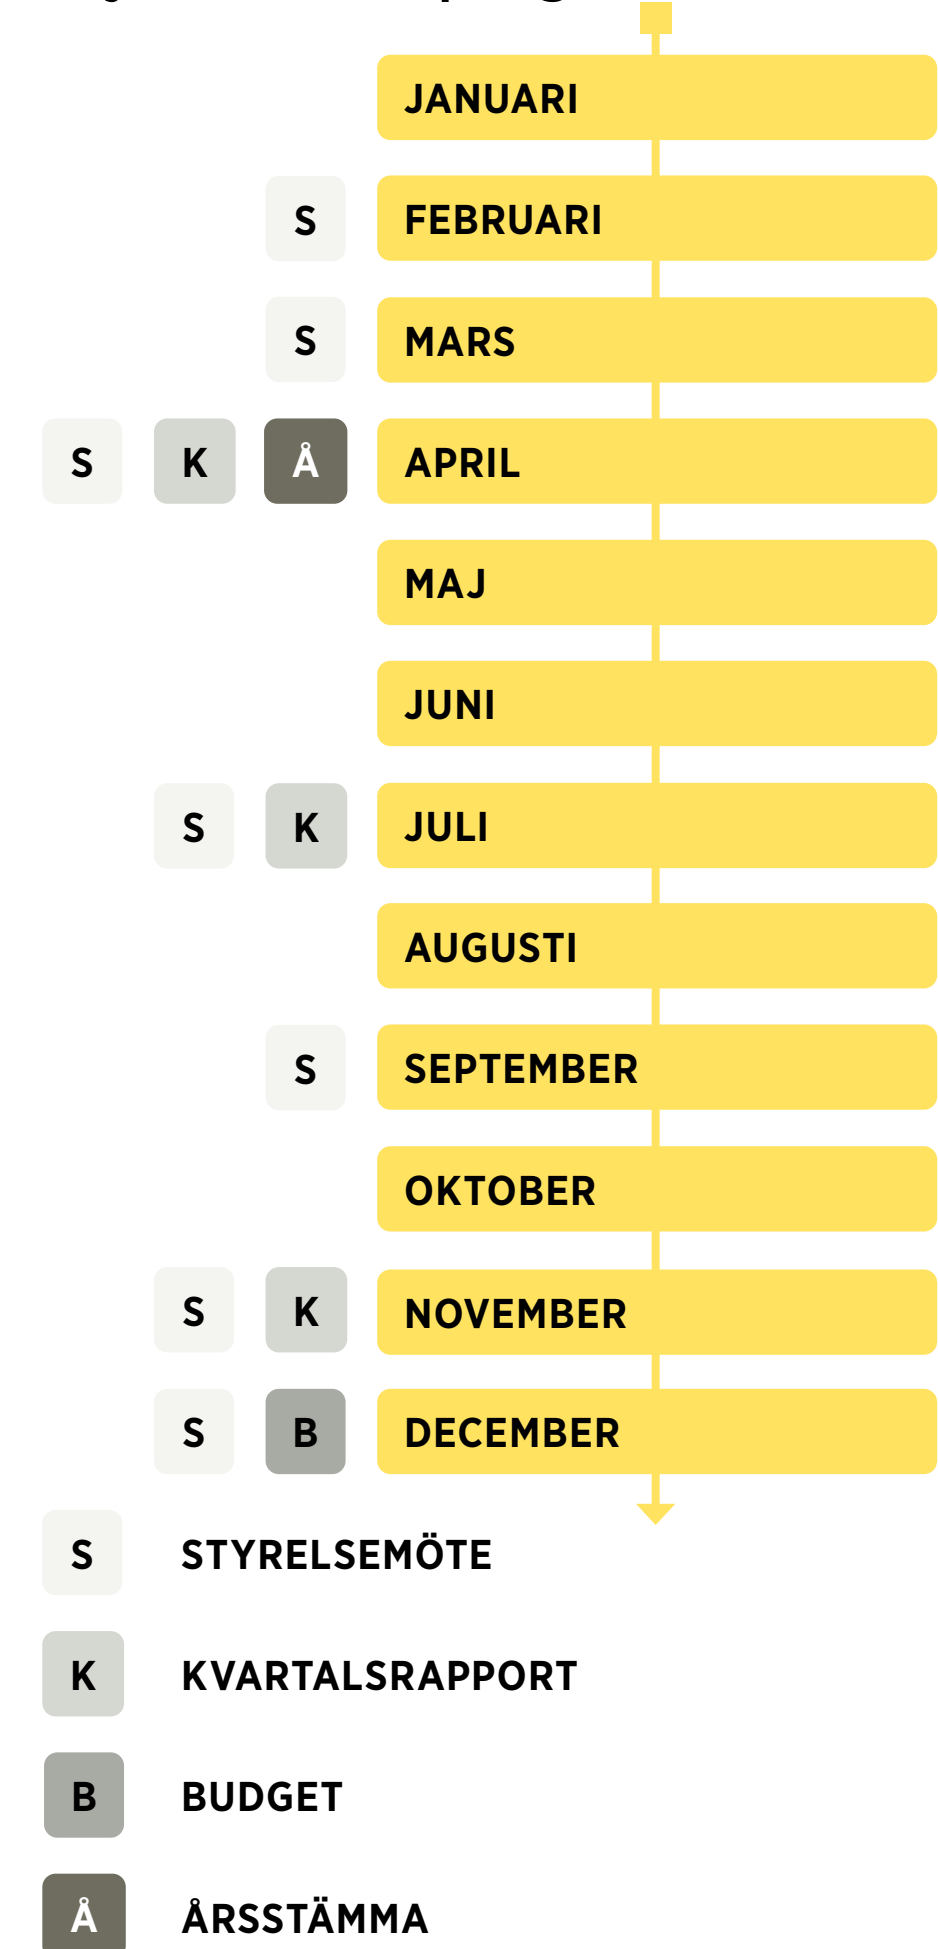 JANUARI
S FEBRUARI
S MARS
S K Å APRIL
MAJ
JUNI
S K JULI
AUGUSTI
S SEPTEMBER
OKTOBER
S K NOVEMBER
S B DECEMBER
S STYRELSEMÖTE
K KVARTALSRAPPORT
B BUDGET
Å ÅRSSTÄMMA